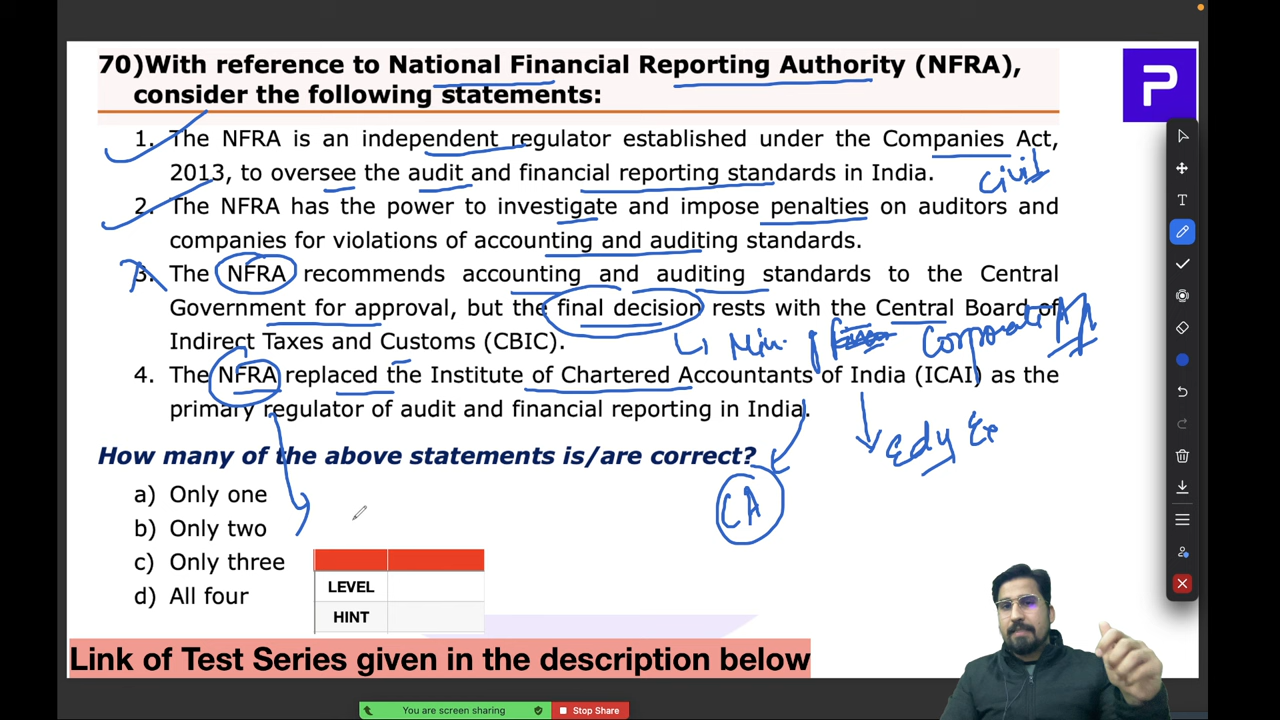 70)With reference to National Financial Reporting Authority (NFRA),
consider the following statements:
P
1. The NFRA is an independent regulator established under the Companies Act,
2013, to oversee the audit and financial reporting standards in India.
Civil
2. The NFRA has the power to investigate and impose penalties on auditors and
companies for violations of accounting and auditing standards.
3. The NFRA recommends accounting and auditing standards to the Central
Government for approval, but the final decision rests with the Central Board of
Indirect Taxes and Customs (CBIC).
Min. of Corporate
4. The NFRA replaced the Institute of Chartered Accountants of India (ICAI) as the
primary regulator of audit and financial reporting in India.
How many of the above statements is/are correct?
CA
a) Only one
b) Only two
c) Only three
d) All four
LEVEL
HINT
Link of Test Series given in the description below
T
You are screen sharing
Stop Share